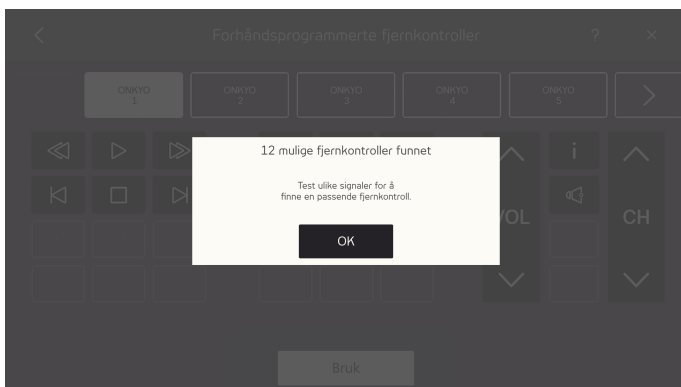 Forhåndsprogrammerte fjernkontroller ?
ONKYO
1
ONKYO
2
ONKYO
3
ONKYO
4
ONKYO
5
12 mulige fjernkontroller funnet
Test ulike signaler for å
finne en passende fjernkontroll.
OK
i
VOL
CH
Bruk